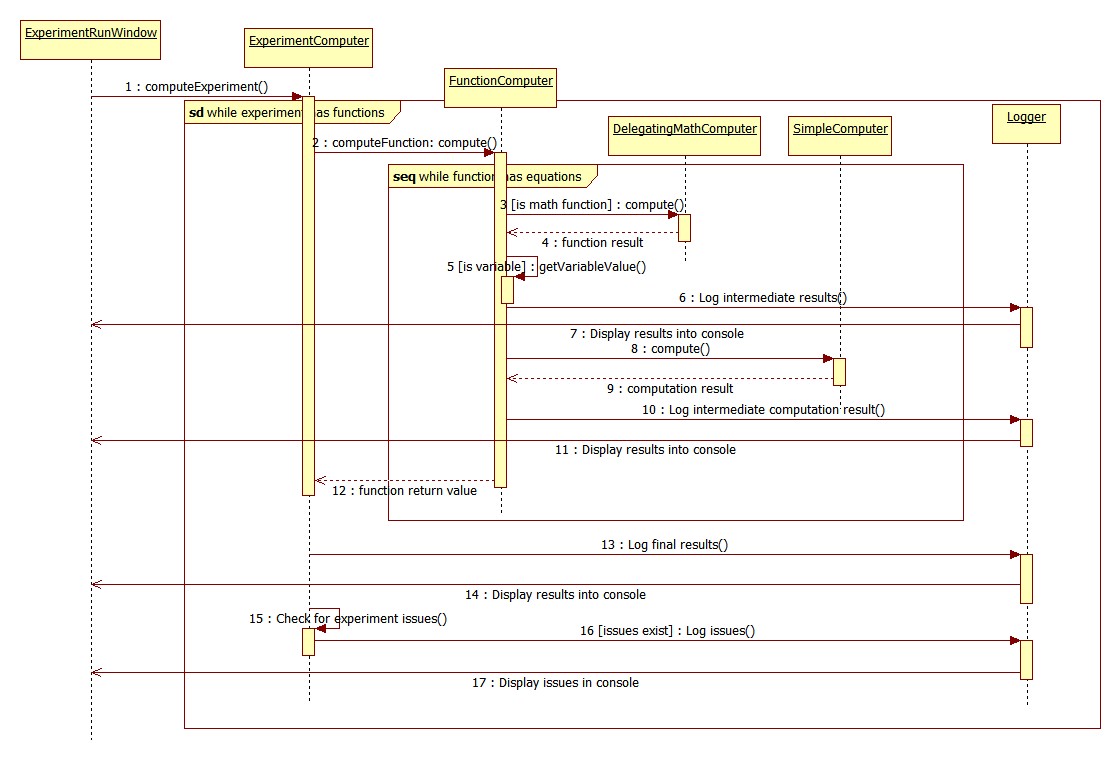 ExperimentRunWindow
ExperimentComputer
FunctionComputer
DelegatingMathComputer
SimpleComputer
Logger
1 : computeExperiment()
sd while experiment has functions
2 : computeFunction: compute()
seq while function has equations
3 [is math function] : compute()
4 : function result
5 [is variable] : getVariableValue()
6 : Log intermediate results()
7 : Display results into console
8 : compute()
9 : computation result
10 : Log intermediate computation result()
11 : Display results into console
12 : function return value
13 : Log final results()
14 : Display results into console
15 : Check for experiment issues()
16 [issues exist] : Log issues()
17 : Display issues in console